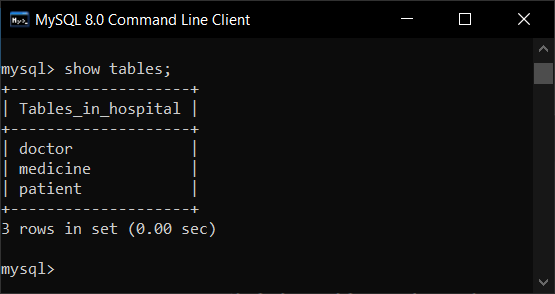 MySQL 8.0 Command Line Client
mysql> show tables;
+--------------------+
| Tables_in_hospital |
+--------------------+
| doctor             |
| medicine           |
| patient            |
+--------------------+
3 rows in set (0.00 sec)
mysql>